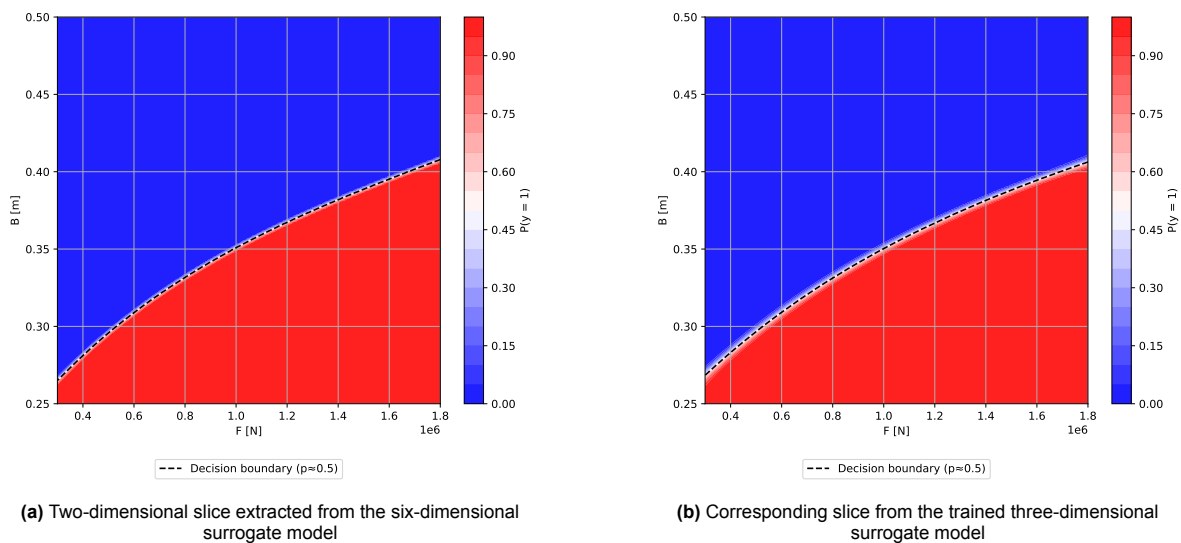 0.50
0.45
0.40
0.35
0.30
0.25
B [m]
0.4 0.6 0.8 1.0 1.2 1.4 1.6 1.8
1e6
F [N]
0.90
0.75
0.60
0.45
0.30
0.15
0.00
P(y = 1)
Decision boundary (p≈0.5)
(a) Two-dimensional slice extracted from the six-dimensional
surrogate model
0.50
0.45
0.40
0.35
0.30
0.25
B [m]
0.4 0.6 0.8 1.0 1.2 1.4 1.6 1.8
1e6
F [N]
0.90
0.75
0.60
0.45
0.30
0.15
0.00
P(y = 1)
Decision boundary (p≈0.5)
(b) Corresponding slice from the trained three-dimensional
surrogate model